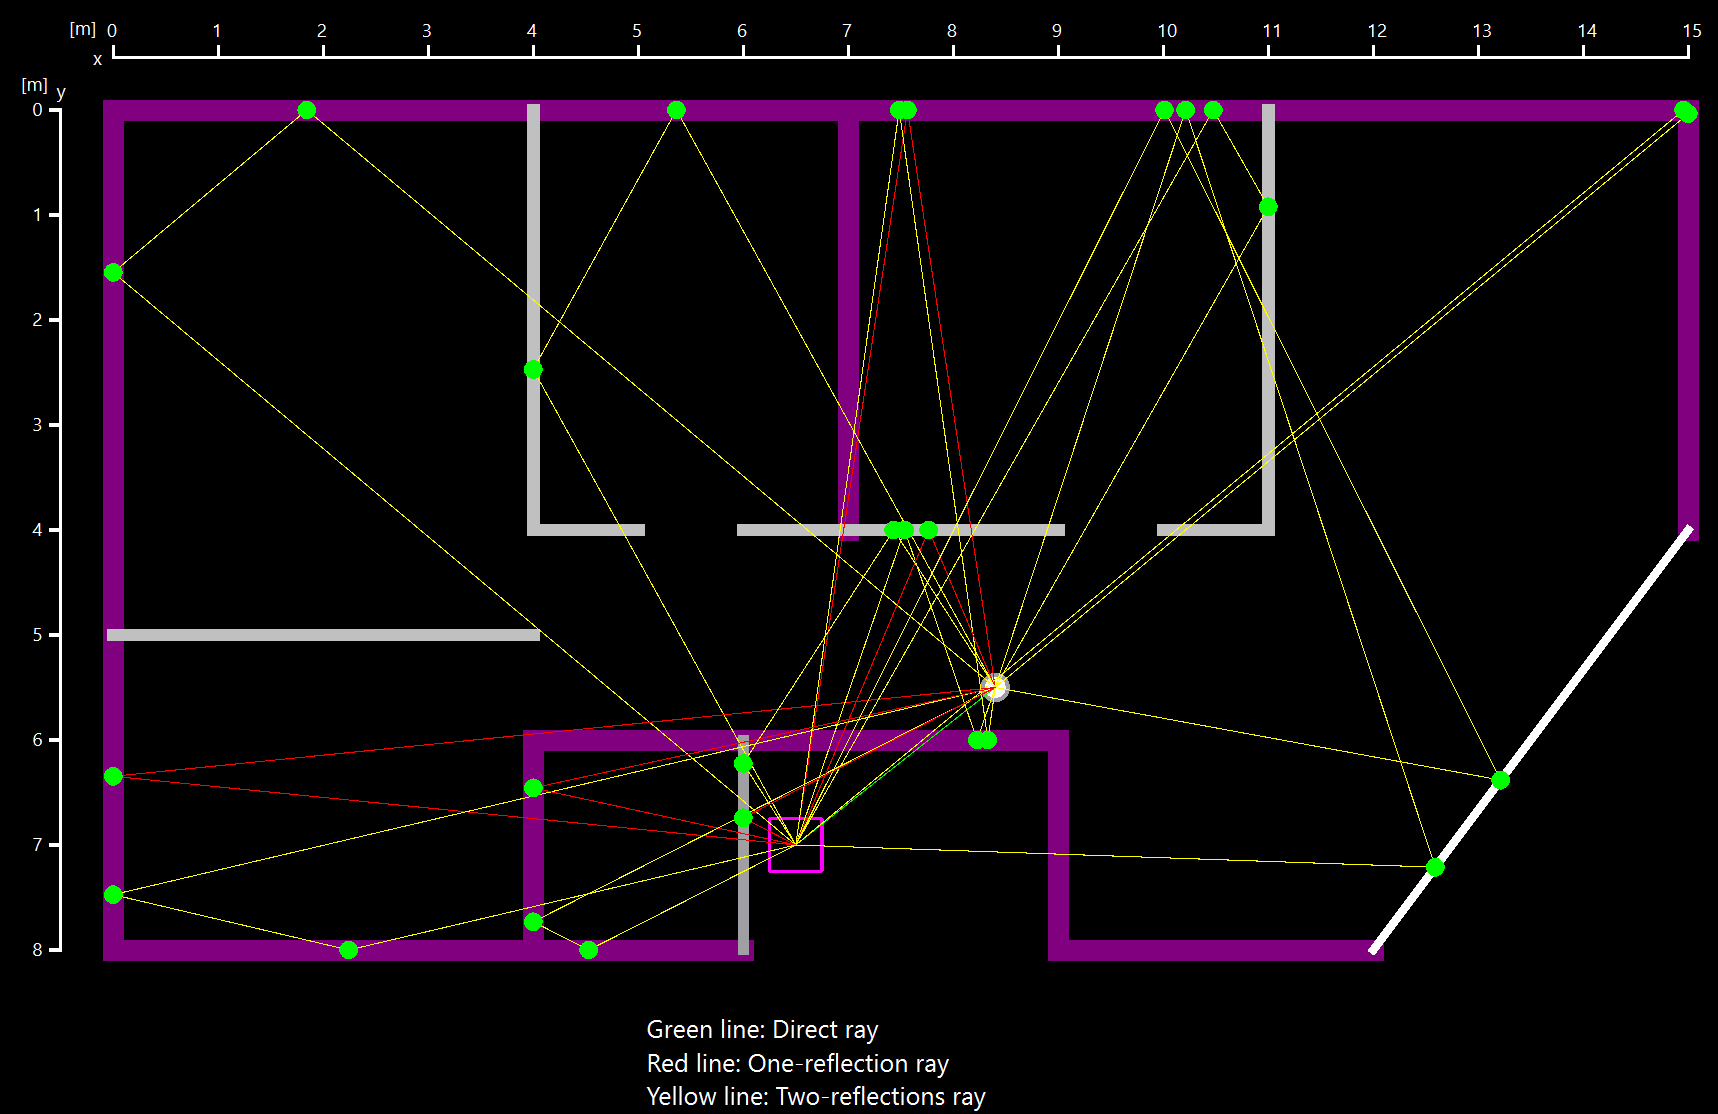 [m] 0 1 2 3 4 5 6 7 8 9 10 11 12 13 14 15
x
[m] y
0
1
2
3
4
5
6
7
8
Green line: Direct ray
Red line: One-reflection ray
Yellow line: Two-reflections ray